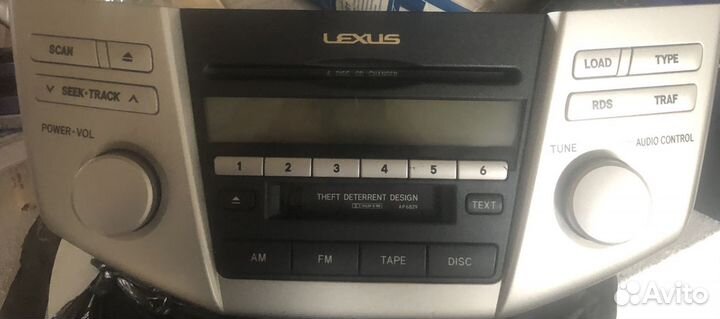 LEXUS
SCAN
SEEK•TRACK
POWER•VOL
6 DISC CD CHANGER
LOAD TYPE
RDS TRAF
TUNE AUDIO CONTROL
1 2 3 4 5 6
THEFT DETERRENT DESIGN
AP6829
TEXT
AM FM TAPE DISC
Avito